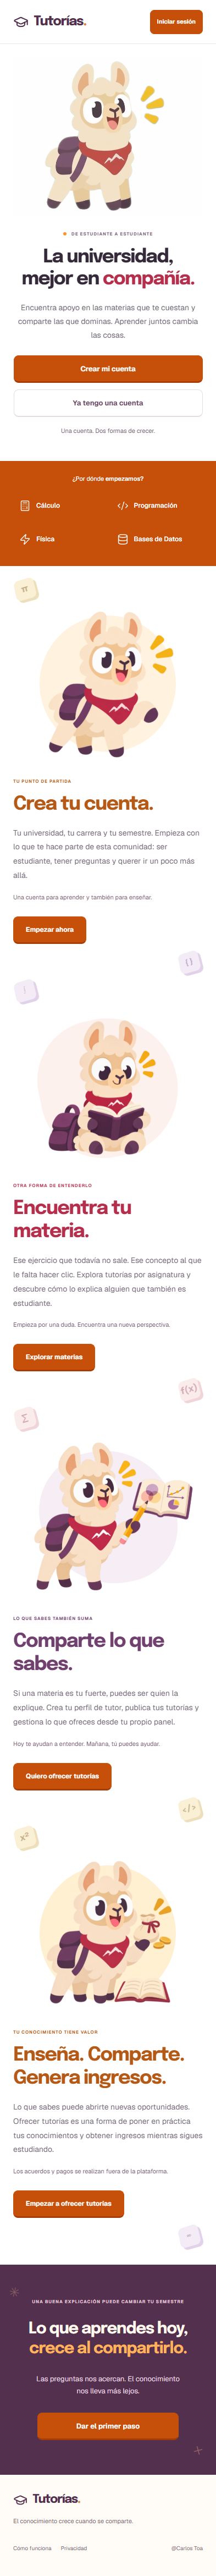 Tutorías.
Iniciar sesión
DE ESTUDIANTE A ESTUDIANTE
La universidad,
mejor en compañía.
Encuentra apoyo en las materias que te cuestan y
comparte las que dominas. Aprender juntos cambia
las cosas.
Crear mi cuenta
Ya tengo una cuenta
Una cuenta. Dos formas de crecer.
¿Por dónde empezamos?
Cálculo
Programación
Física
Bases de Datos
π
TU PUNTO DE PARTIDA
Crea tu cuenta.
Tu universidad, tu carrera y tu semestre. Empieza con
lo que te hace parte de esta comunidad: ser
estudiante, tener preguntas y querer ir un poco más
allá.
Una cuenta para aprender y también para enseñar.
Empezar ahora
()
OTRA FORMA DE ENTENDERLO
Encuentra tu
materia.
Ese ejercicio que todavía no sale. Ese concepto al que
le falta hacer clic. Explora tutorías por asignatura y
descubre cómo lo explica alguien que también es
estudiante.
Empieza por una duda. Encuentra una nueva perspectiva.
Explorar materias
f(x)
Σ
LO QUE SABES TAMBIÉN SUMA
Comparte lo que
sabes.
Si una materia es tu fuerte, puedes ser quien la
explique. Crea tu perfil de tutor, publica tus tutorías y
gestiona lo que ofreces desde tu propio panel.
Hoy te ayudan a entender. Mañana, tú puedes ayudar.
Quiero ofrecer tutorías
</>
x²
TU CONOCIMIENTO TIENE VALOR
Enseña. Comparte.
Genera ingresos.
Lo que sabes puede abrirte nuevas oportunidades.
Ofrecer tutorías es una forma de poner en práctica
tus conocimientos y obtener ingresos mientras sigues
estudiando.
Los acuerdos y pagos se realizan fuera de la plataforma.
Empezar a ofrecer tutorías
UNA BUENA EXPLICACIÓN PUEDE CAMBIAR TU SEMESTRE
Lo que aprendes hoy,
crece al compartirlo.
Las preguntas nos acercan. El conocimiento
nos lleva más lejos.
Dar el primer paso
Tutorías.
El conocimiento crece cuando se comparte.
Cómo funciona
Privacidad
@Carlos Toa